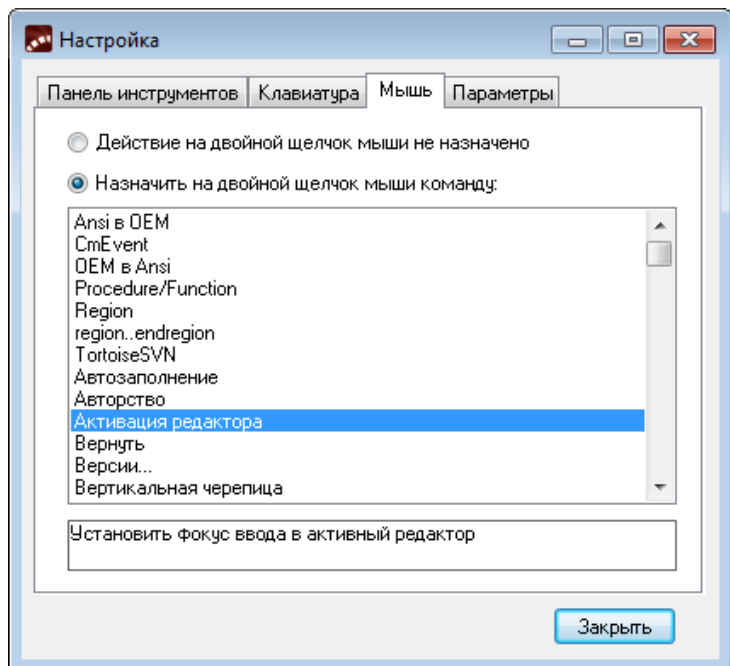 Настройка
Панель инструментов Клавиатура Мышь Параметры
Действие на двойной щелчок мыши не назначено
Назначить на двойной щелчок мыши команду:
Ansi в OEM
CmEvent
OEM в Ansi
Procedure/Function
Region
region..endregion
TortoiseSVN
Автозаполнение
Авторство
Активация редактора
Вернуть
Версии...
Вертикальная черепица
Установить фокус ввода в активный редактор
Закрыть